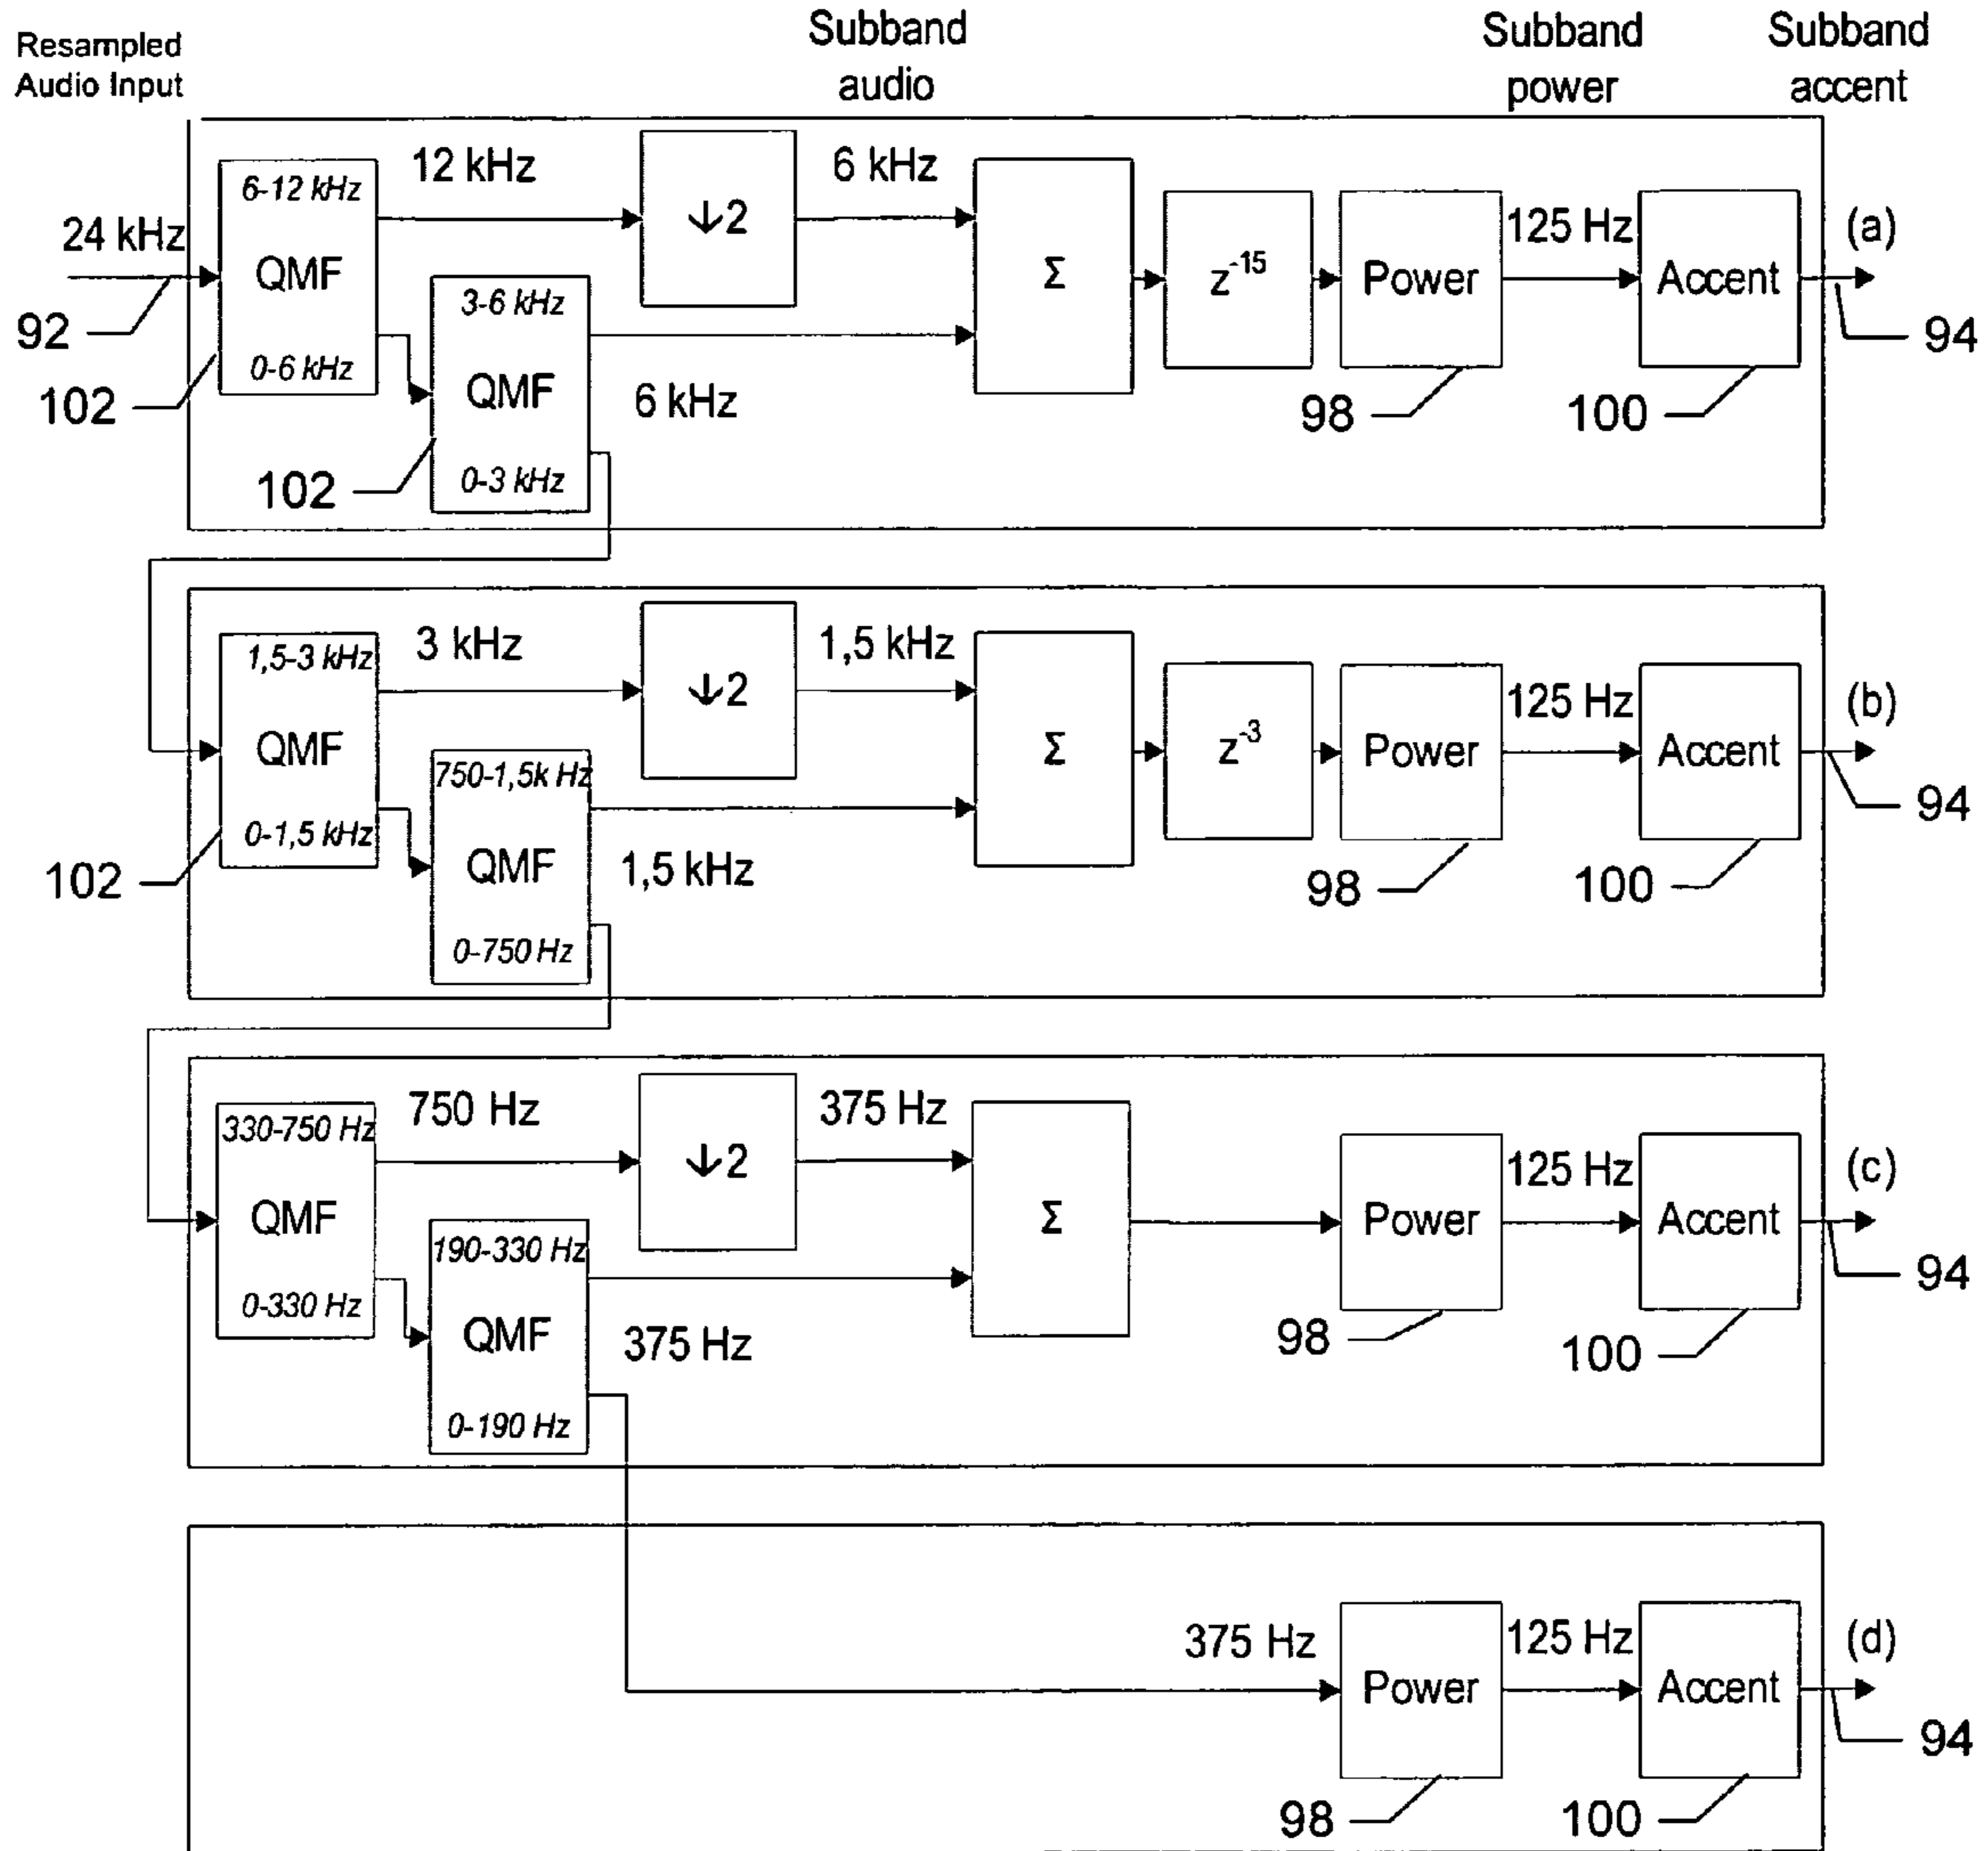 Resampled
Audio Input
Subband
audio
Subband
power
Subband
accent
24 kHz
92
6-12 kHz
QMF
0-6 kHz
102
12 kHz
↓2
6 kHz
3-6 kHz
QMF
0-3 kHz
102
6 kHz
Σ
z⁻¹⁵
Power
98
125 Hz
Accent
100
(a)
94
1,5-3 kHz
QMF
0-1,5 kHz
102
3 kHz
↓2
1,5 kHz
750-1,5k Hz
QMF
0-750 Hz
1,5 kHz
Σ
z⁻³
Power
98
125 Hz
Accent
100
(b)
94
330-750 Hz
QMF
0-330 Hz
750 Hz
↓2
375 Hz
190-330 Hz
QMF
0-190 Hz
375 Hz
Σ
Power
98
125 Hz
Accent
100
(c)
94
375 Hz
Power
98
125 Hz
Accent
100
(d)
94